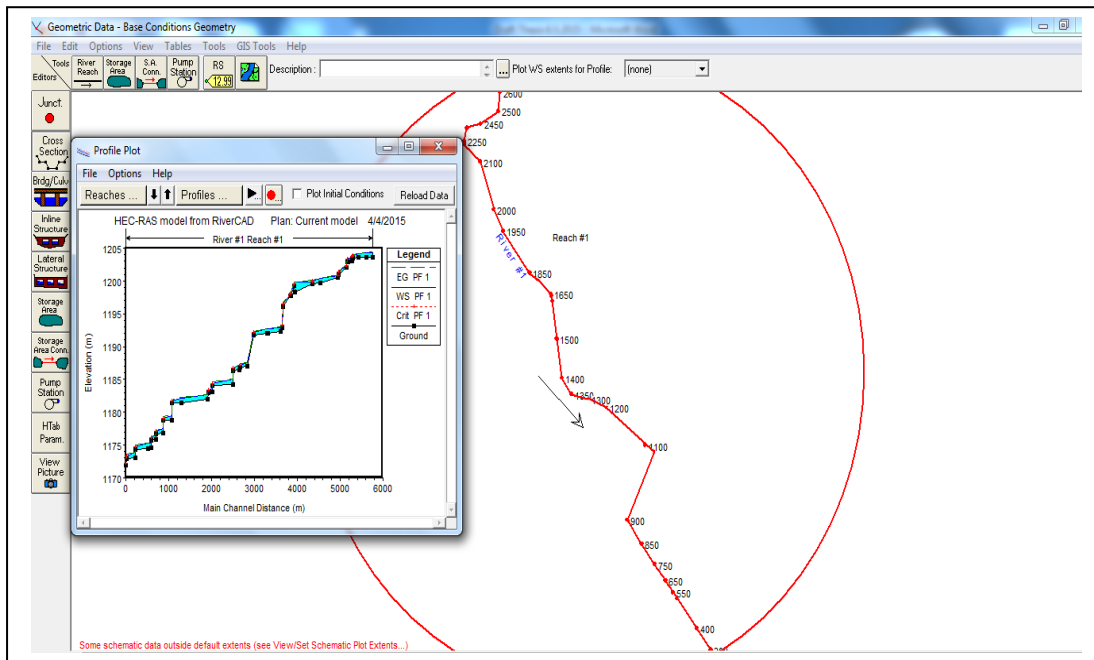 Geometric Data - Base Conditions Geometry
File Edit Options View Tables Tools GIS Tools Help
Tools
Editors
River Reach
Storage Area
S.A. Conn.
Pump Station
RS
12.99
Description :
...
Plot WS extents for Profile:
(none)
Junct.
Cross Section
Brdg/Culv
Inline Structure
Lateral Structure
Storage Area
Storage Area Conn.
Pump Station
HTab Param.
View Picture
Profile Plot
File Options Help
Reaches ...
Profiles ...
Plot Initial Conditions
Reload Data
HEC-RAS model from RiverCAD Plan: Current model 4/4/2015
River #1 Reach #1
Legend
EG PF 1
WS PF 1
Crit PF 1
Ground
Elevation (m)
1205
1200
1195
1190
1185
1180
1175
1170
0 1000 2000 3000 4000 5000 6000
Main Channel Distance (m)
2600
2500
2450
2250
2100
2000
1950
River #1
Reach #1
1850
1650
1500
1400
1350
1300
1200
1100
900
850
750
650
550
400
Some schematic data outside default extents (see View/Set Schematic Plot Extents...)